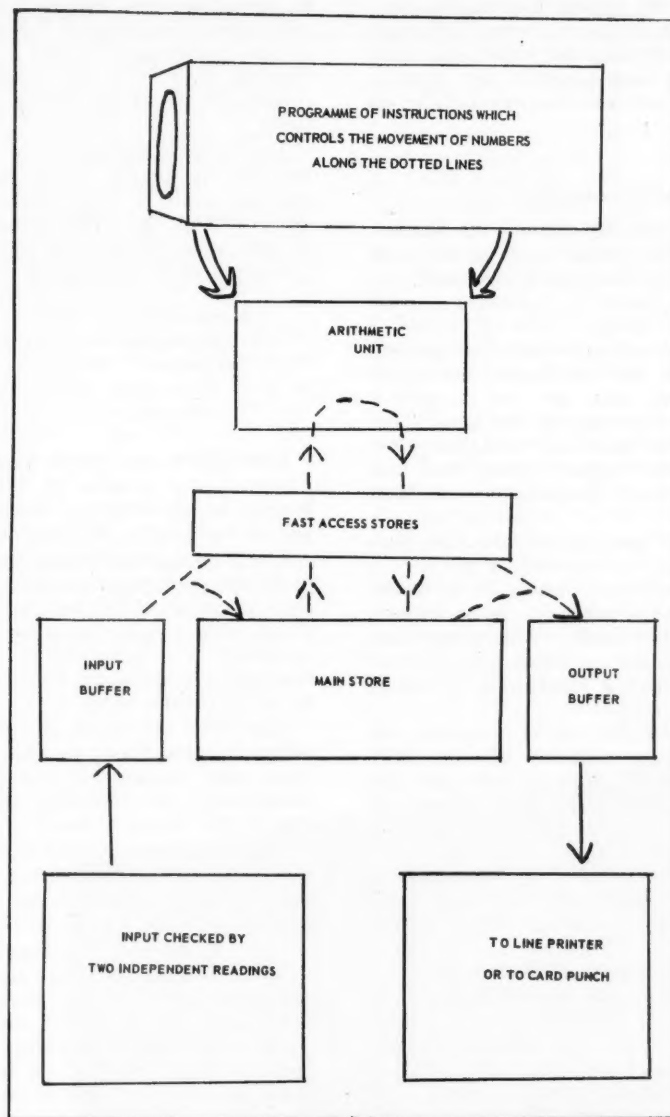 PROGRAMME OF INSTRUCTIONS WHICH
CONTROLS THE MOVEMENT OF NUMBERS
ALONG THE DOTTED LINES
ARITHMETIC
UNIT
FAST ACCESS STORES
INPUT
BUFFER
MAIN STORE
OUTPUT
BUFFER
INPUT CHECKED BY
TWO INDEPENDENT READINGS
TO LINE PRINTER
OR TO CARD PUNCH